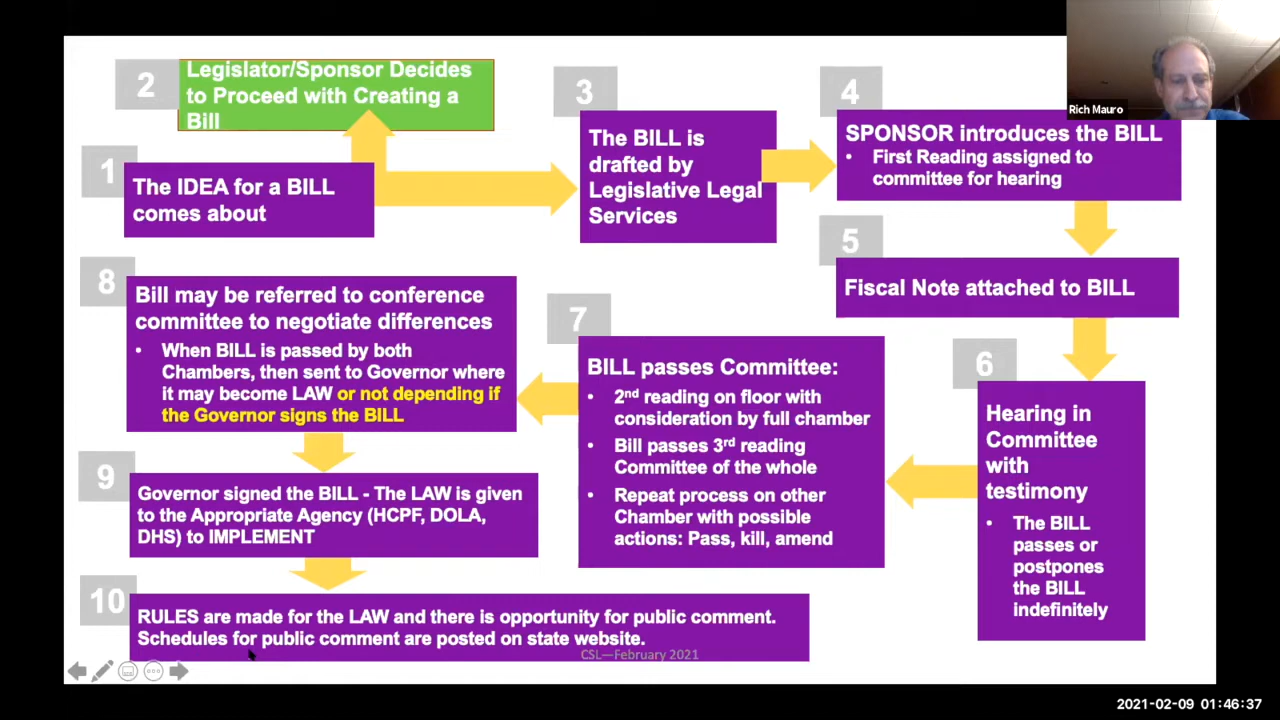 2
Legislator/Sponsor Decides
to Proceed with Creating a
Bill
1
The IDEA for a BILL
comes about
3
The BILL is
drafted by
Legislative Legal
Services
4
SPONSOR introduces the BILL
• First Reading assigned to
committee for hearing
Rich Mauro
5
Fiscal Note attached to BILL
6
Hearing in
Committee
with
testimony
• The BILL
passes or
postpones
the BILL
indefinitely
7
BILL passes Committee:
• 2nd reading on floor with
consideration by full chamber
• Bill passes 3rd reading
Committee of the whole
• Repeat process on other
Chamber with possible
actions: Pass, kill, amend
8
Bill may be referred to conference
committee to negotiate differences
• When BILL is passed by both
Chambers, then sent to Governor where
it may become LAW or not depending if
the Governor signs the BILL
9
Governor signed the BILL - The LAW is given
to the Appropriate Agency (HCPF, DOLA,
DHS) to IMPLEMENT
10
RULES are made for the LAW and there is opportunity for public comment.
Schedules for public comment are posted on state website.
CSL—February 2021
2021-02-09 01:46:37